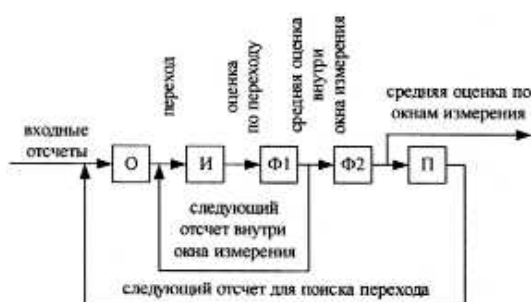 переход
оценка
по переходу
средняя оценка
внутри
окна измерения
средняя оценка по
окнам измерения
входные
отсчеты
О
И
Ф1
Ф2
П
следующий
отсчет внутри
окна измерения
следующий отсчет для поиска перехода